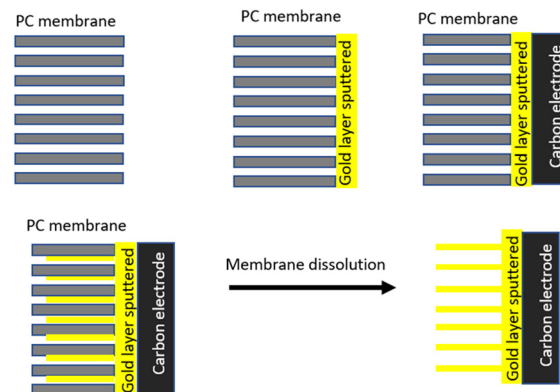 PC membrane
PC membrane
Gold layer sputtered
PC membrane
Gold layer sputtered
Carbon electrode
PC membrane
Gold layer sputtered
Carbon electrode
Membrane dissolution
Gold layer sputtered
Carbon electrode